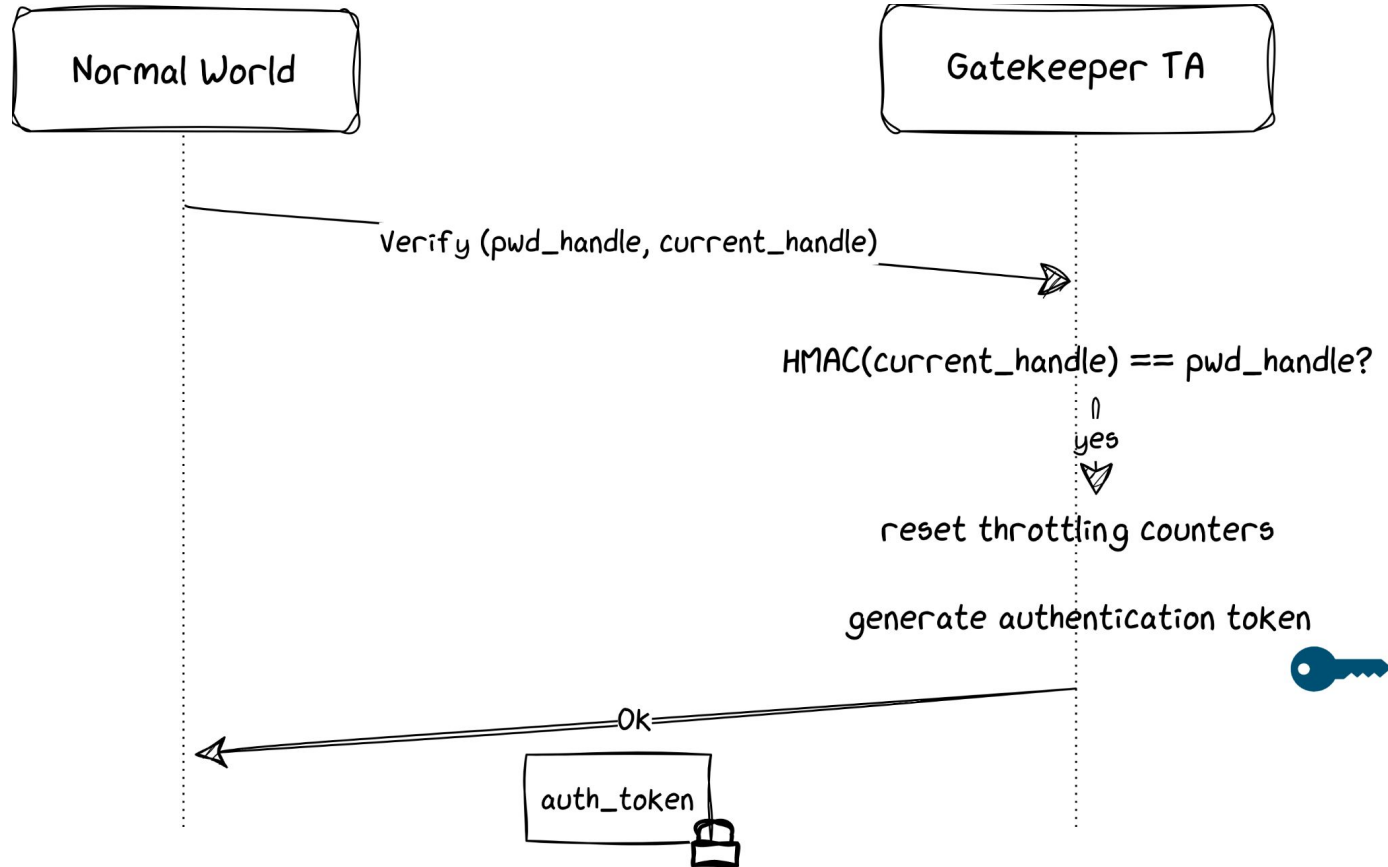 Normal World
Gatekeeper TA
Verify (pwd_handle, current_handle)
HMAC(current_handle) == pwd_handle?
yes
reset throttling counters
generate authentication token
Ok
auth_token